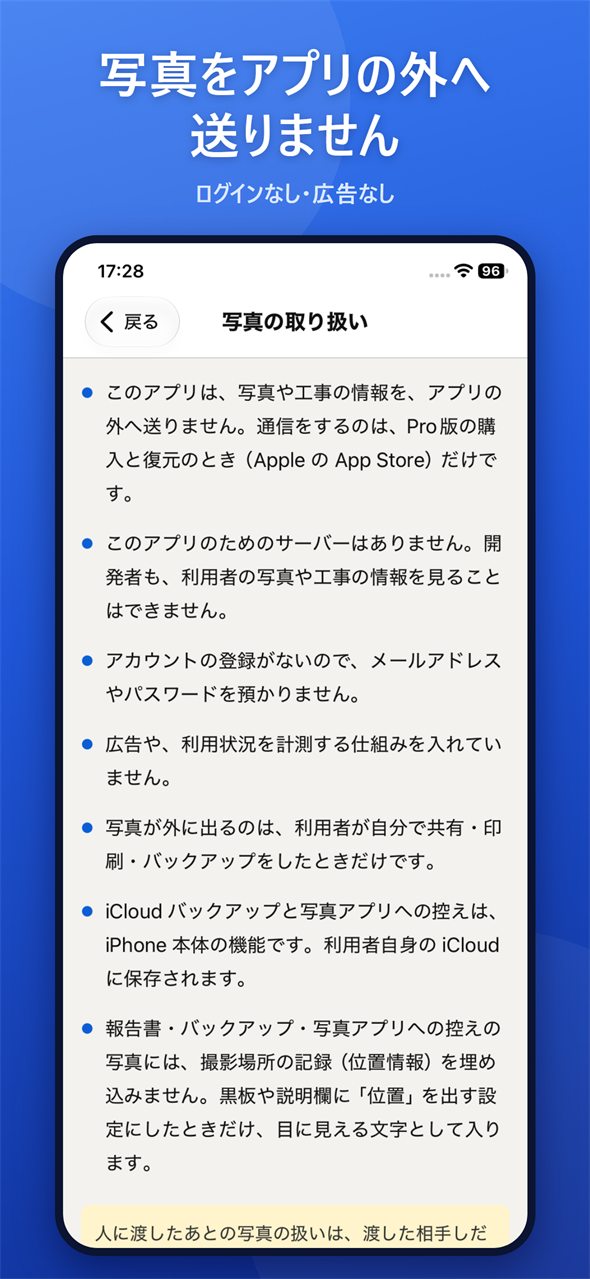 写真をアプリの外へ
送りません
ログインなし・広告なし
17:28
96
戻る
写真の取り扱い
このアプリは、写真や工事の情報を、アプリの
外へ送りません。通信をするのは、Pro版の購
入と復元のとき（Apple の App Store）だけで
す。
このアプリのためのサーバーはありません。開
発者も、利用者の写真や工事の情報を見ること
はできません。
アカウントの登録がないので、メールアドレス
やパスワードを預かりません。
広告や、利用状況を計測する仕組みを入れてい
ません。
写真が外に出るのは、利用者が自分で共有・印
刷・バックアップをしたときだけです。
iCloud バックアップと写真アプリへの控えは、
iPhone 本体の機能です。利用者自身の iCloud
に保存されます。
報告書・バックアップ・写真アプリへの控えの
写真には、撮影場所の記録（位置情報）を埋め
込みません。黒板や説明欄に「位置」を出す設
定にしたときだけ、目に見える文字として入り
ます。
人に渡したあとの写真の扱いは、渡した相手しだ